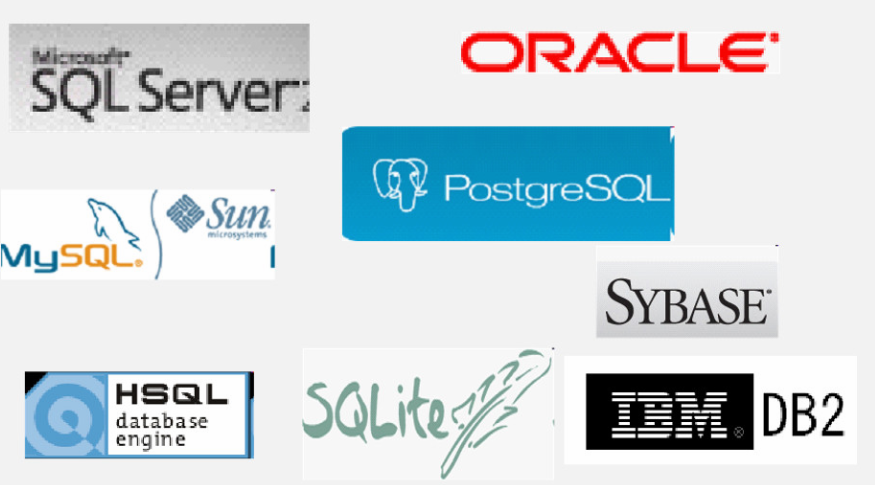 Microsoft®
SQL Server
ORACLE®
PostgreSQL
MySQL®
Sun
microsystems
SYBASE®
HSQL
database
engine
SQLite
IBM® DB2